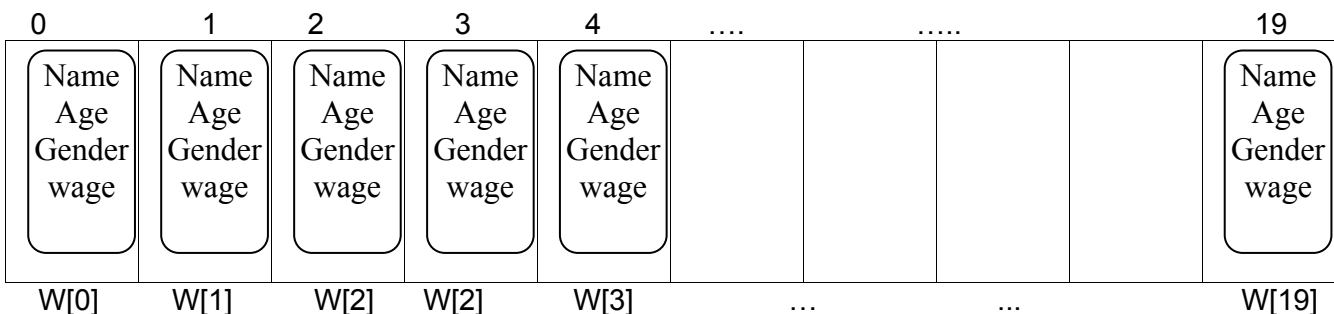 0 1 2 3 4 …. ….. 19
Name Name Name Name Name Name
Age Age Age Age Age Age
Gender Gender Gender Gender Gender Gender
wage wage wage wage wage wage
W[0] W[1] W[2] W[2] W[3] … ... W[19]